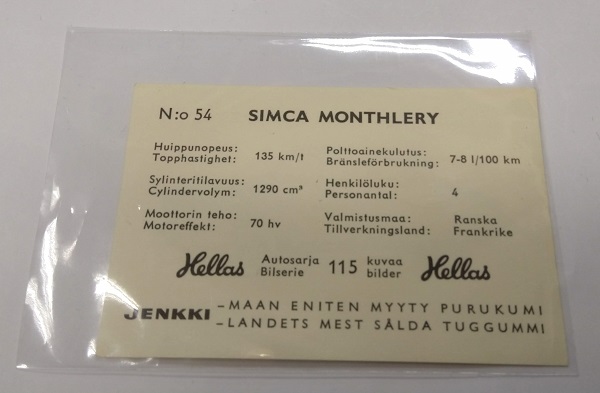 N:o 54 SIMCA MONTHLERY
Huippunopeus: Polttoainekulutus:
Topphastighet: 135 km/t Bränsleförbrukning: 7-8 l/100 km
Sylinteritilavuus: Henkilöluku:
Cylindervolym: 1290 cm³ Personantal: 4
Moottorin teho: Valmistusmaa: Ranska
Motoreffekt: 70 hv Tillverkningsland: Frankrike
Hellas Autosarja 115 kuvaa Hellas
Bilserie bilder
JENKKI –MAAN ENITEN MYYTY PURUKUMI
–LANDETS MEST SÅLDA TUGGUMMI